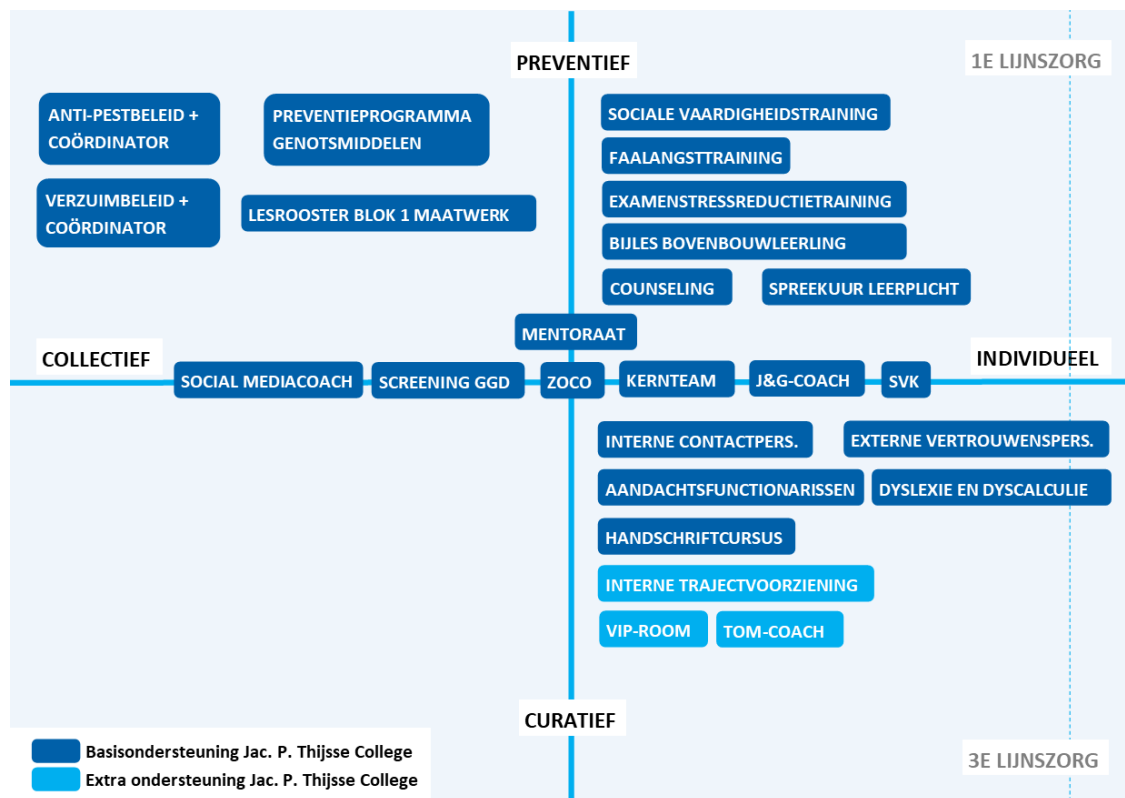 PREVENTIEF
1E LIJNSZORG
ANTI-PESTBELEID +
COÖRDINATOR
PREVENTIEPROGRAMMA
GENOTSMIDDELEN
SOCIALE VAARDIGHEIDSTRAINING
FAALANGSTTRAINING
VERZUIMBELEID +
COÖRDINATOR
LESROOSTER BLOK 1 MAATWERK
EXAMENSTRESSREDUCTIETRAINING
BIJLES BOVENBOUWLEERLING
COUNSELING
SPREEKUUR LEERPLICHT
MENTORAAT
COLLECTIEF
INDIVIDUEEL
SOCIAL MEDIACOACH
SCREENING GGD
ZOCO
KERNTEAM
J&G-COACH
SVK
INTERNE CONTACTPERS.
EXTERNE VERTROUWENSPERS.
AANDACHTSFUNCTIONARISSEN
DYSLEXIE EN DYSCALCULIE
HANDSCHRIFTCURSUS
INTERNE TRAJECTVOORZIENING
VIP-ROOM
TOM-COACH
CURATIEF
3E LIJNSZORG
Basisondersteuning Jac. P. Thijsse College
Extra ondersteuning Jac. P. Thijsse College